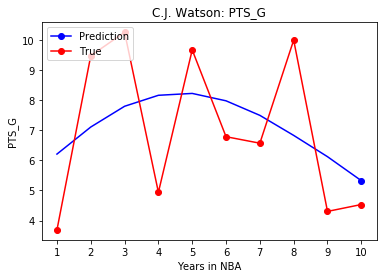 C.J. Watson: PTS_G
Prediction
True
10
9
8
7
6
5
4
PTS_G
1 2 3 4 5 6 7 8 9 10
Years in NBA